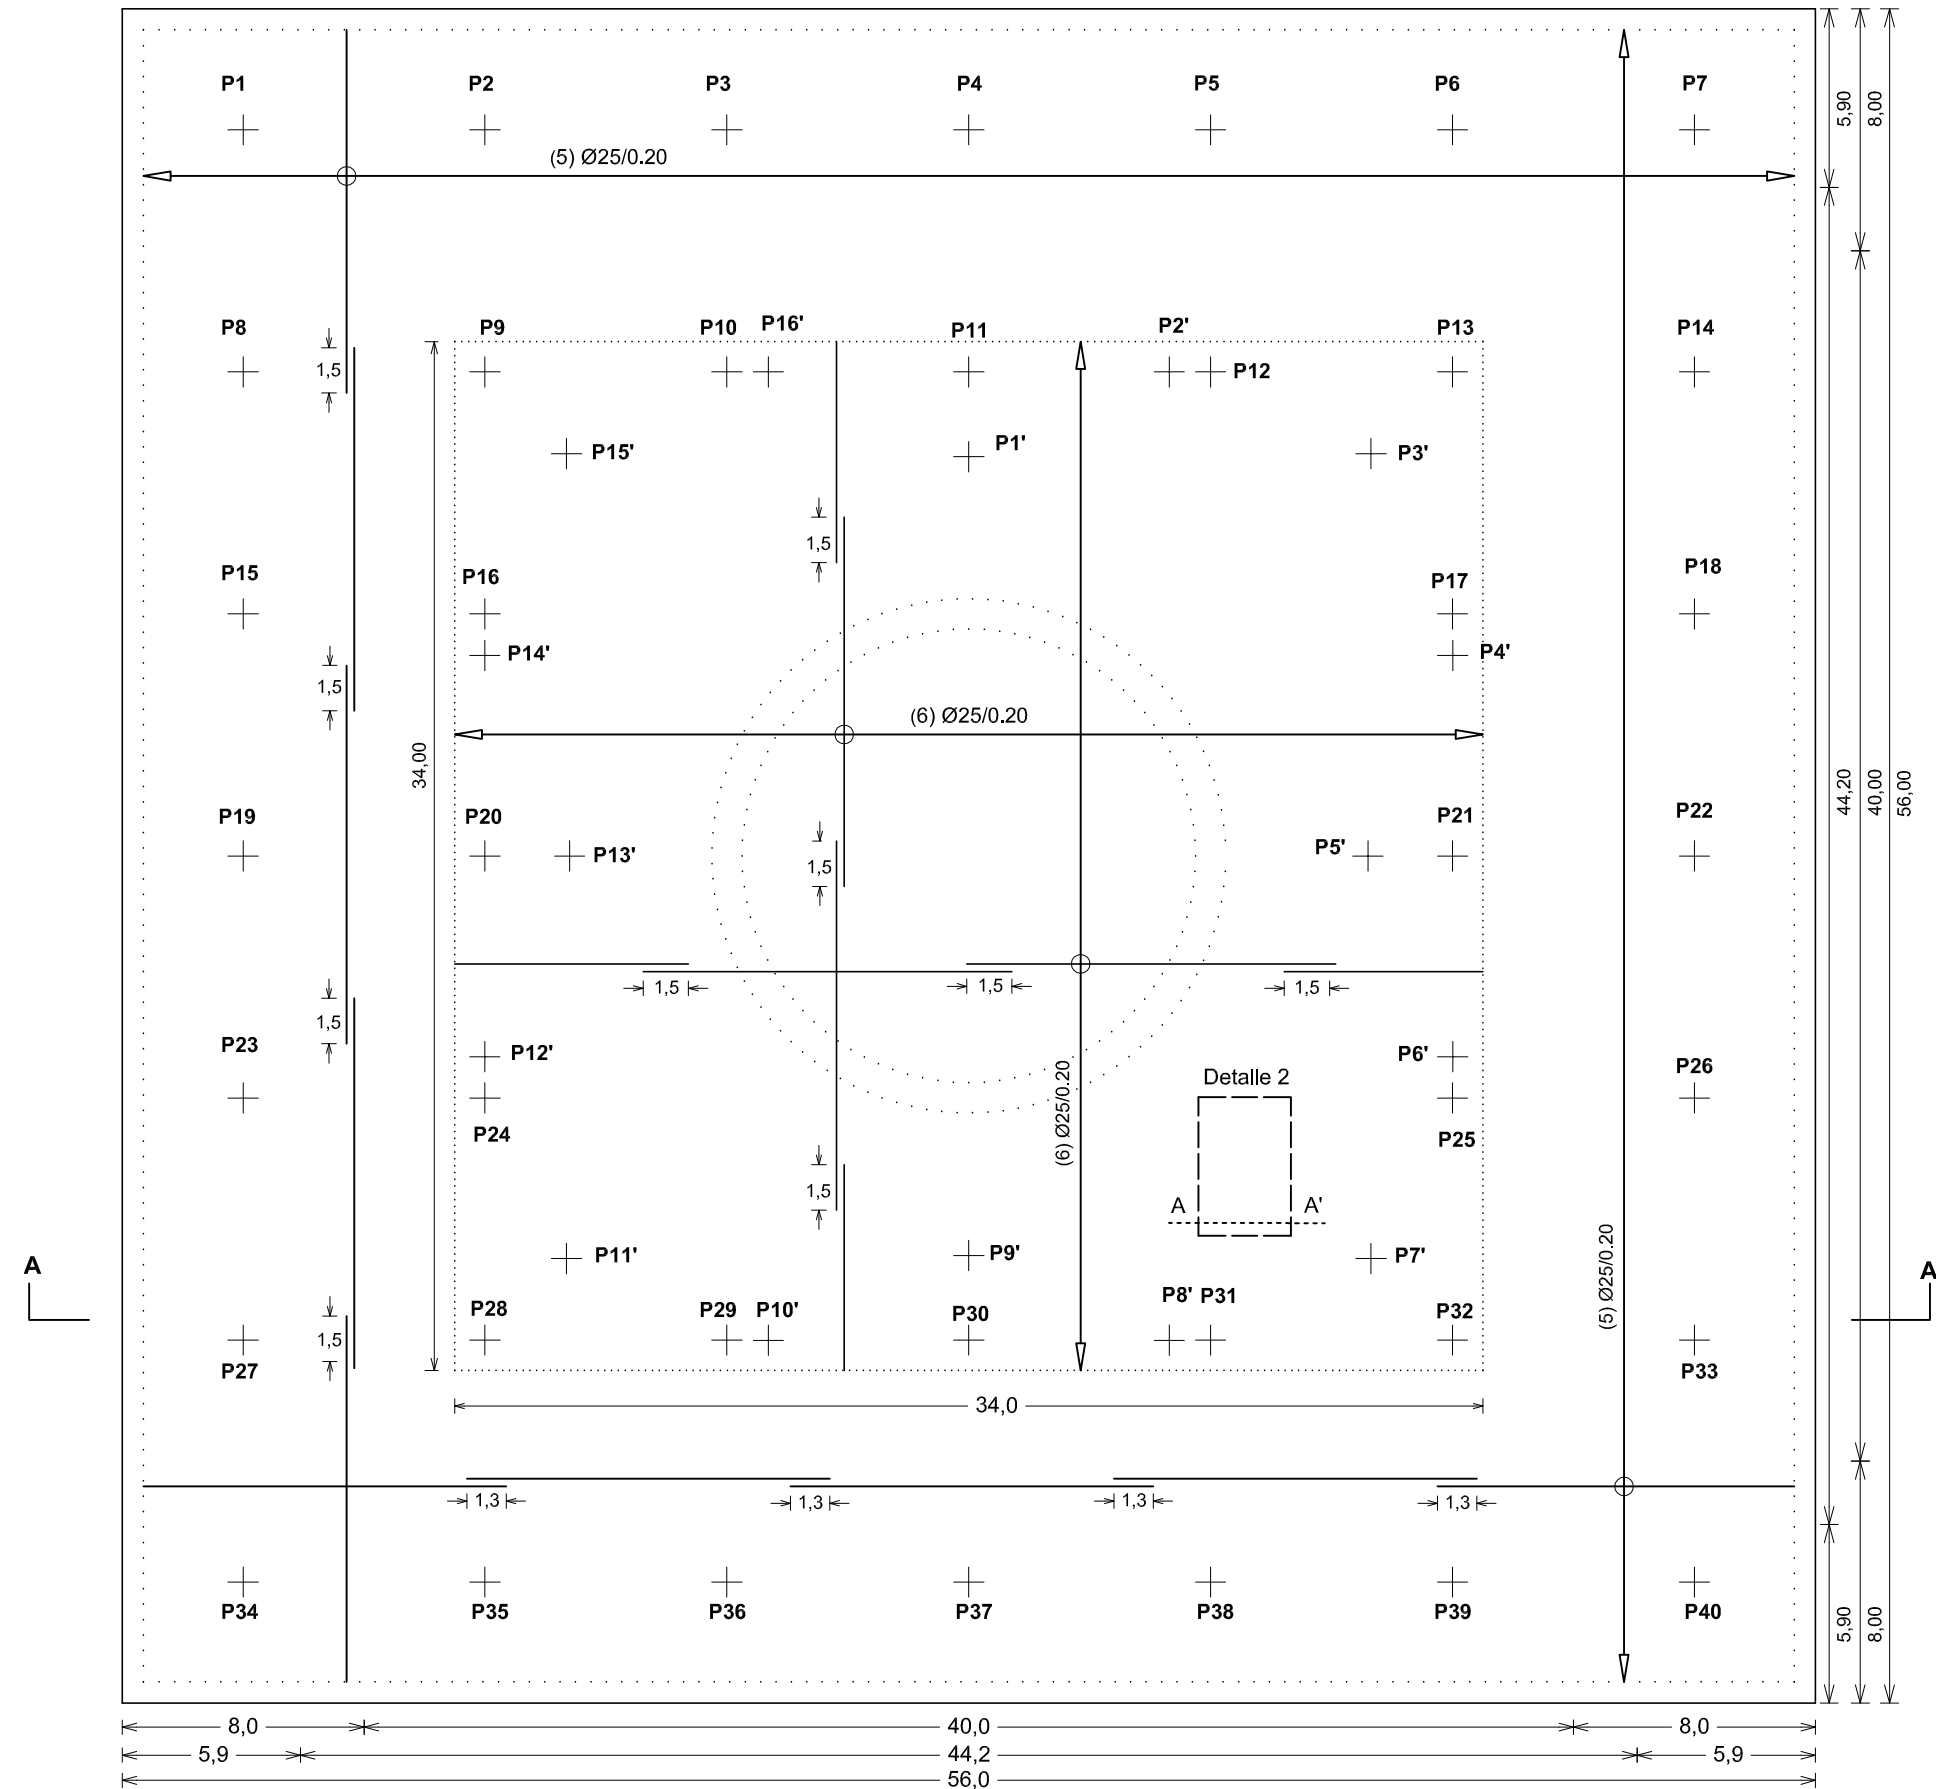 P1 P2 P3 P4 P5 P6 P7
(5) Ø25/0.20
5,90
8,00
P8 P9 P10 P16' P11 P2' P13 P14
P12
1,5
P15' P1' P3'
1,5
P15 P16 P17 P18
P14' P4'
1,5
(6) Ø25/0.20
34,00
44,20
40,00
56,00
P19 P20 P21 P22
P13' P5'
1,5
1,5 1,5 1,5
1,5
P23 P12' P6' P26
(6) Ø25/0.20
Detalle 2
P24 P25
1,5
A A'
P11' P9' P7'
A A
(5) Ø25/0.20
P28 P29 P10' P30 P8' P31 P32
1,5
P27 P33
34,0
1,3 1,3 1,3 1,3
P34 P35 P36 P37 P38 P39 P40
5,90
8,00
8,0 40,0 8,0
5,9 44,2 5,9
56,0